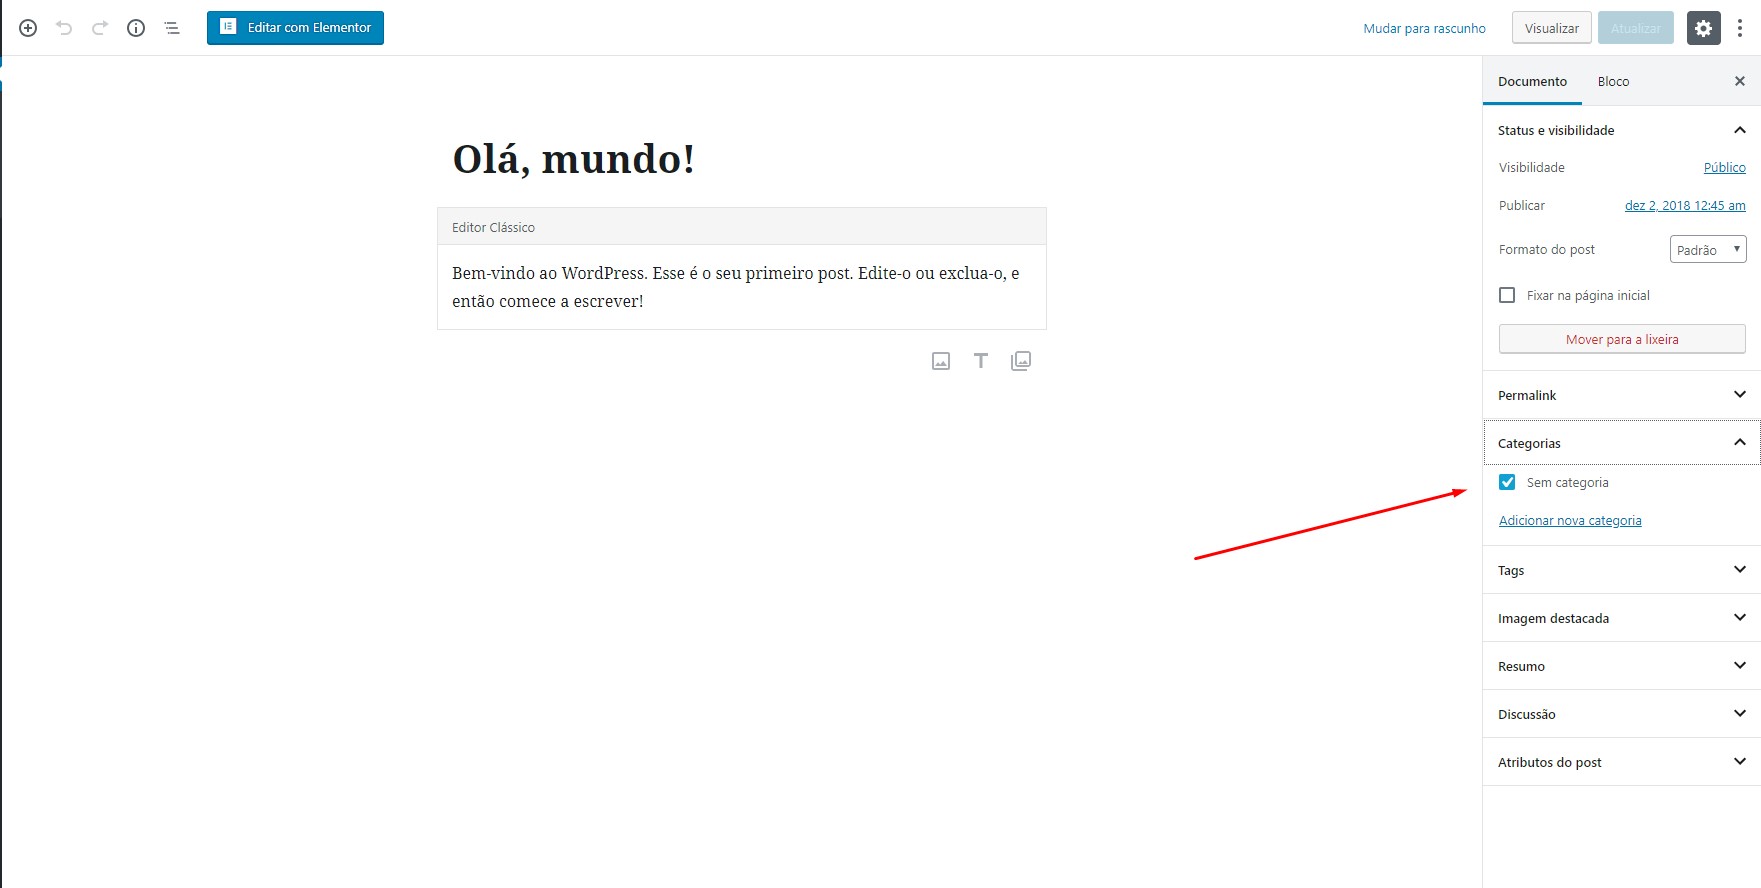 Editar com Elementor
Mudar para rascunho
Visualizar
Atualizar
Documento
Bloco
Status e visibilidade
Olá, mundo!
Visibilidade
Público
Publicar
dez 2, 2018 12:45 am
Editor Clássico
Formato do post
Padrão
Bem-vindo ao WordPress. Esse é o seu primeiro post. Edite-o ou exclua-o, e
então comece a escrever!
Fixar na página inicial
Mover para a lixeira
Permalink
Categorias
Sem categoria
Adicionar nova categoria
Tags
Imagem destacada
Resumo
Discussão
Atributos do post